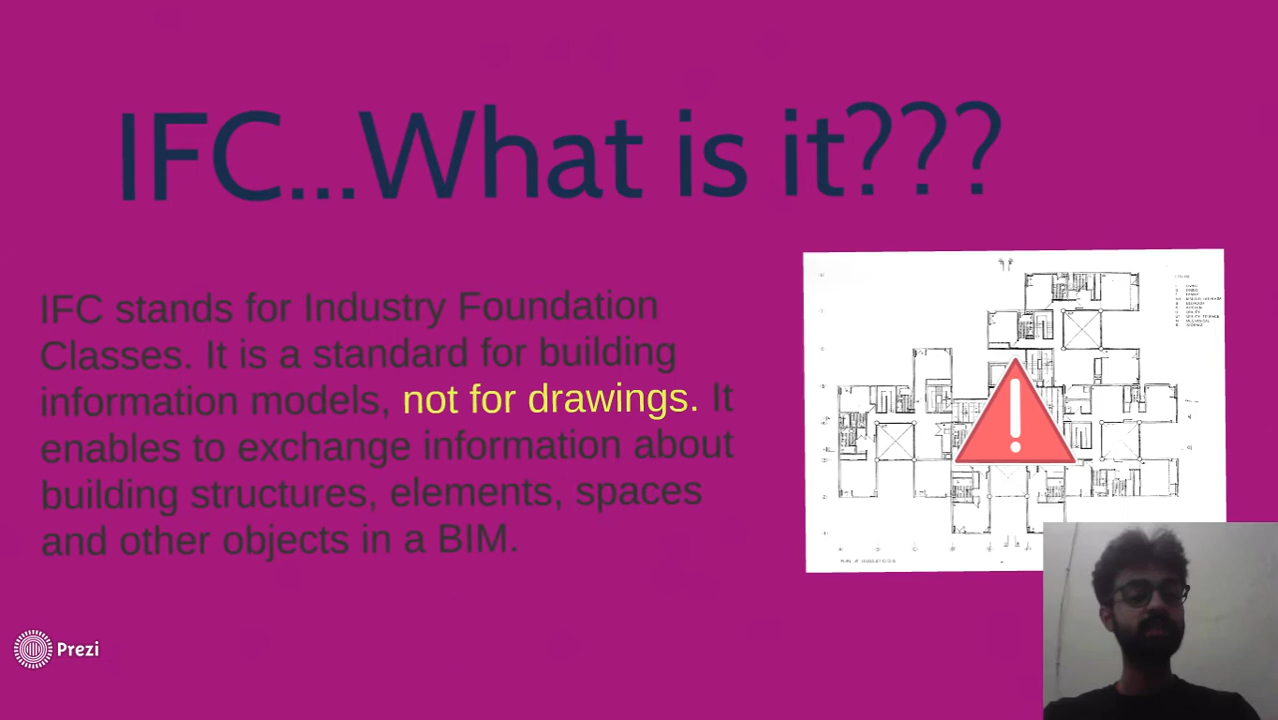 IFC...What is it???
IFC stands for Industry Foundation
Classes. It is a standard for building
information models, not for drawings. It
enables to exchange information about
building structures, elements, spaces
and other objects in a BIM.
Prezi